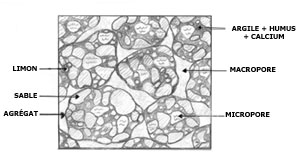 ARGILE + HUMUS
+ CALCIUM
LIMON
MACROPORE
SABLE
AGRÉGAT
MICROPORE